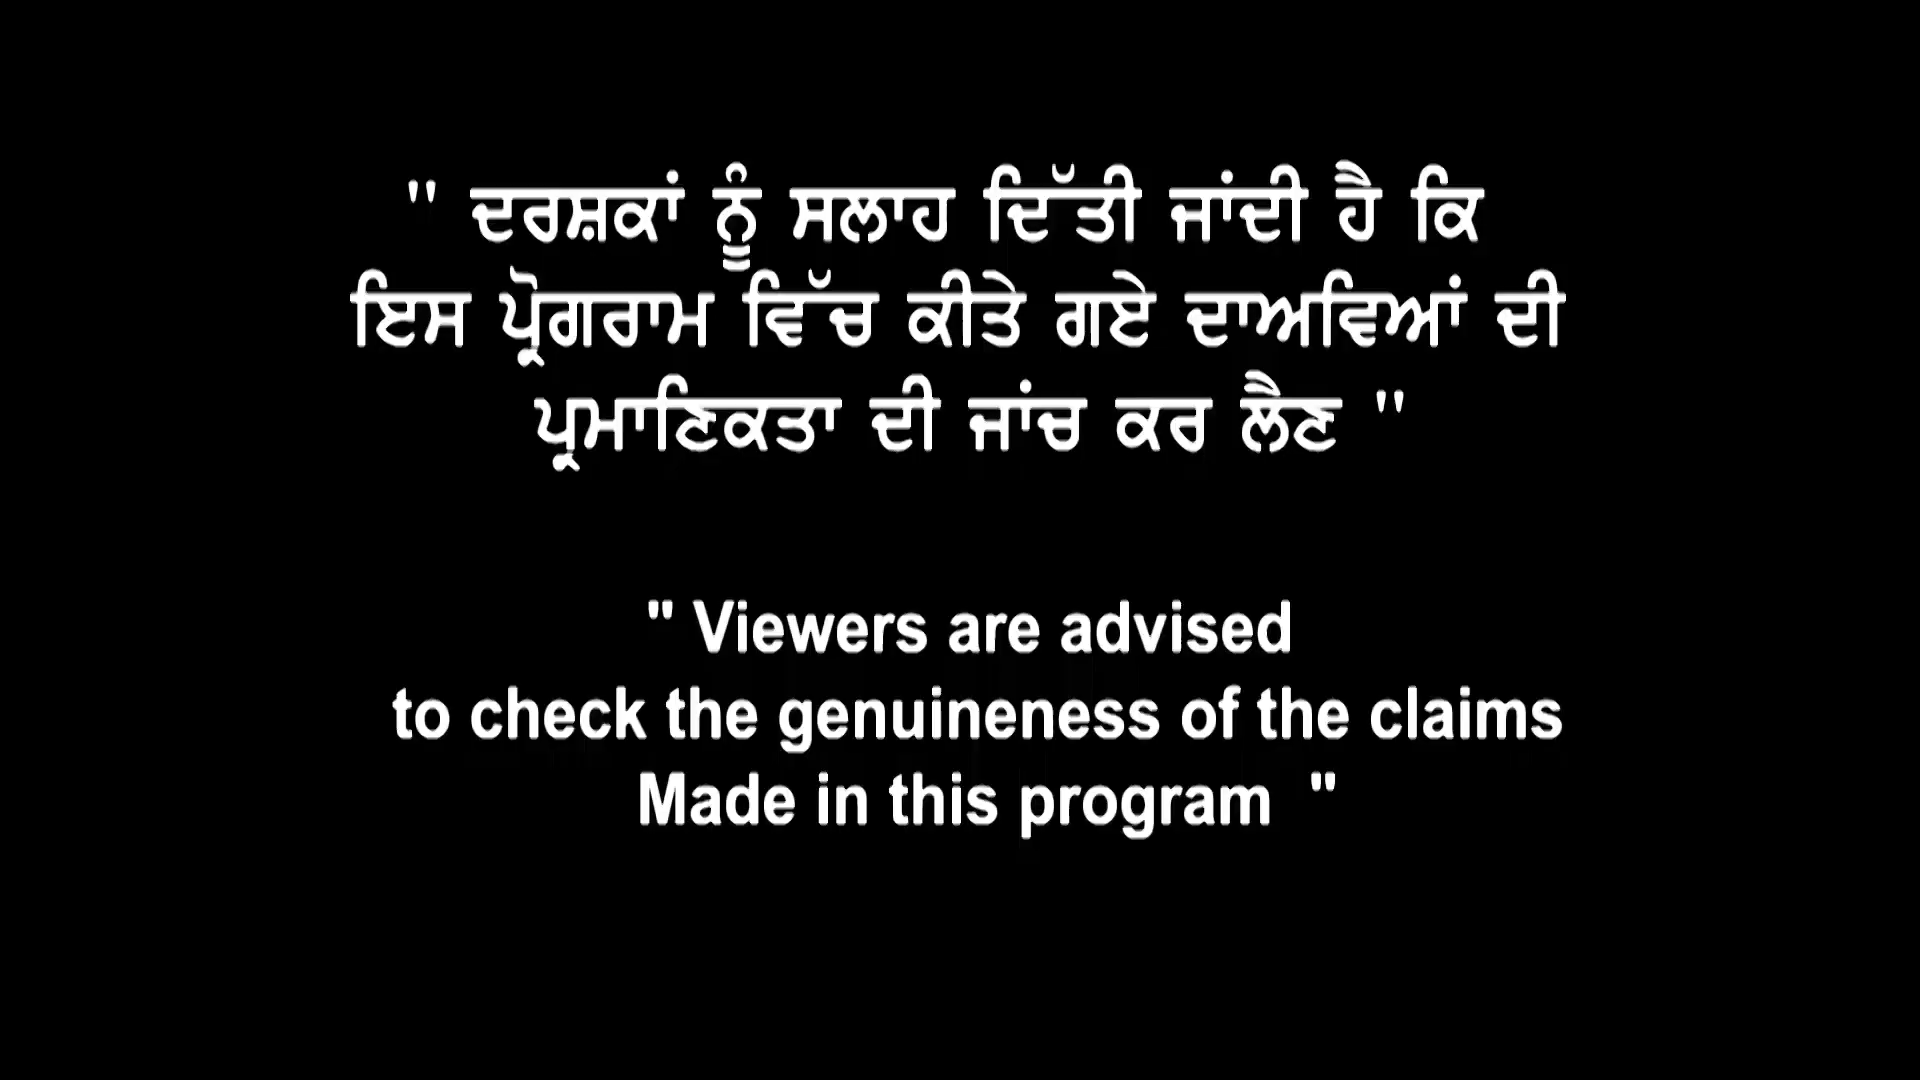 " ਦਰਸ਼ਕਾਂ ਨੂੰ ਸਲਾਹ ਦਿੱਤੀ ਜਾਂਦੀ ਹੈ ਕਿ
ਇਸ ਪ੍ਰੋਗਰਾਮ ਵਿੱਚ ਕੀਤੇ ਗਏ ਦਾਅਵਿਆਂ ਦੀ
ਪ੍ਰਮਾਣਿਕਤਾ ਦੀ ਜਾਂਚ ਕਰ ਲੈਣ "
" Viewers are advised
to check the genuineness of the claims
Made in this program "